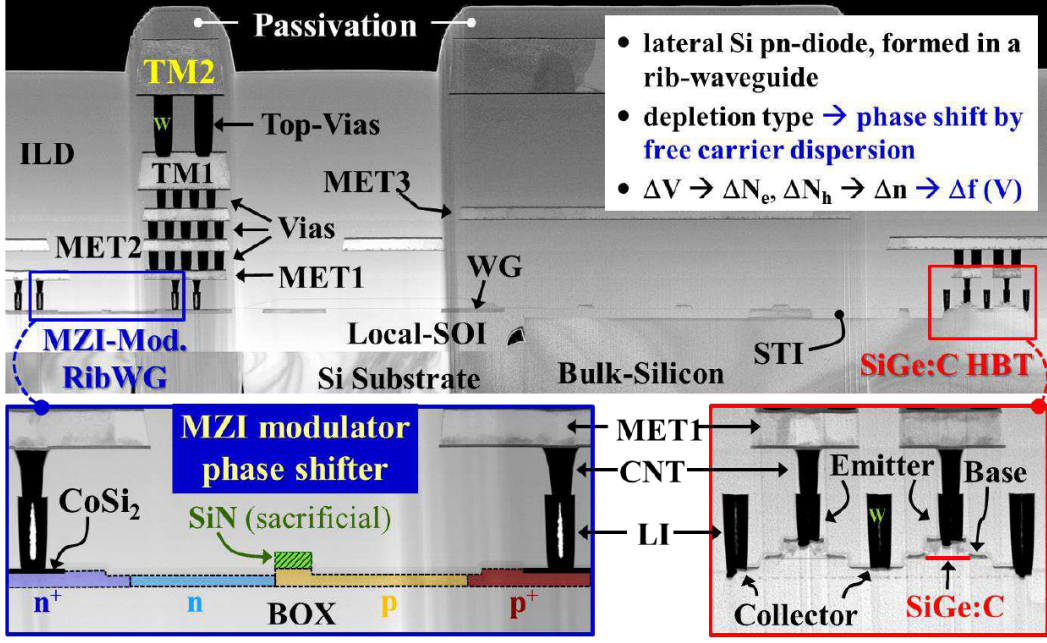 Passivation
• lateral Si pn-diode, formed in a
rib-waveguide
• depletion type → phase shift by
free carrier dispersion
• ΔV → ΔNₑ, ΔNₕ → Δn → Δf (V)
TM2
W
Top-Vias
ILD
TM1
MET3
Vias
MET2
MET1
WG
MZI-Mod.
RibWG
Local-SOI
Si Substrate
Bulk-Silicon
STI
SiGe:C HBT
MZI modulator
phase shifter
CoSi₂
SiN (sacrificial)
n⁺
n
BOX
p
p⁺
MET1
CNT
LI
Emitter
Base
W
Collector
SiGe:C